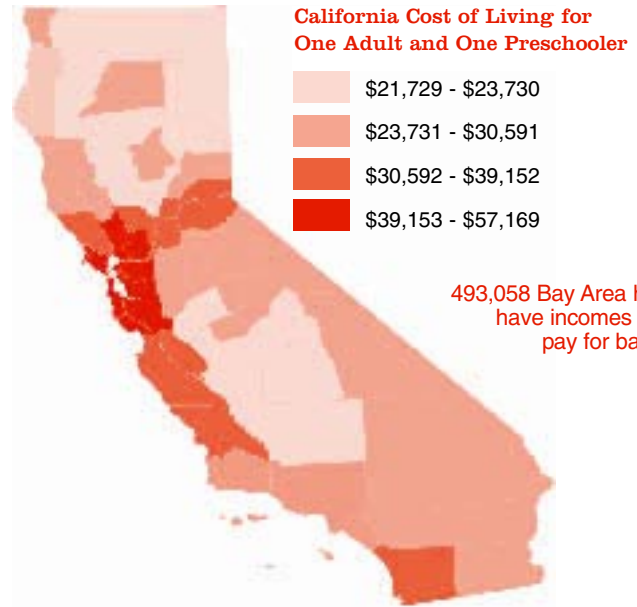 California Cost of Living for
One Adult and One Preschooler
$21,729 - $23,730
$23,731 - $30,591
$30,592 - $39,152
$39,153 - $57,169
493,058 Bay Area
have incomes
pay for